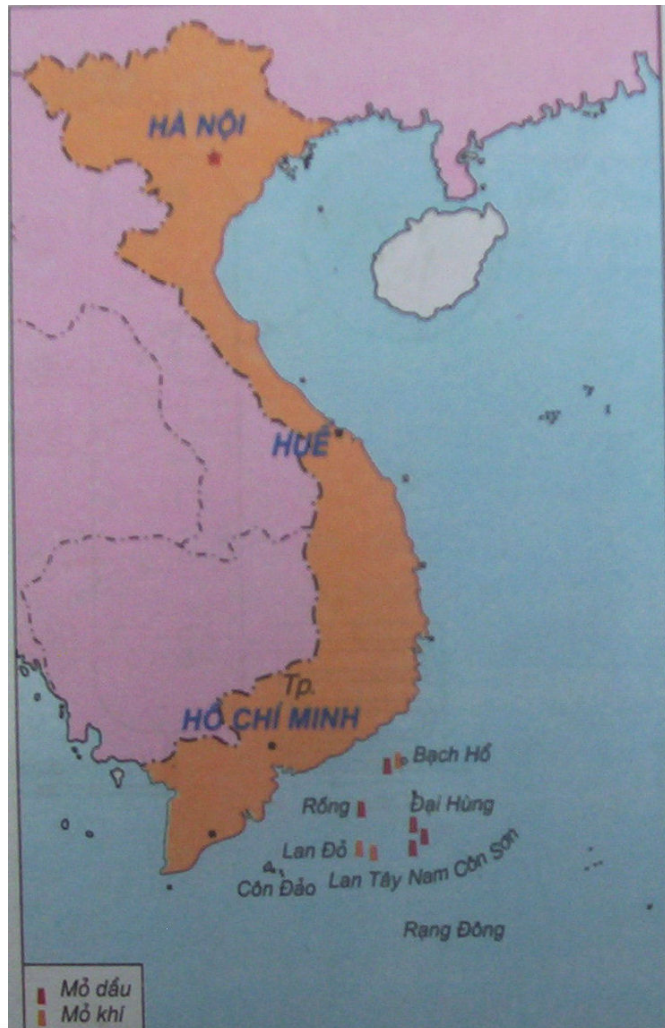 HÀ NỘI
HUẾ
Tp.
HỒ CHÍ MINH
Bạch Hổ
Rồng
Đại Hùng
Lan Đỏ
Côn Đảo
Lan Tây Nam Côn Sơn
Rạng Đông
Mỏ dầu
Mỏ khí